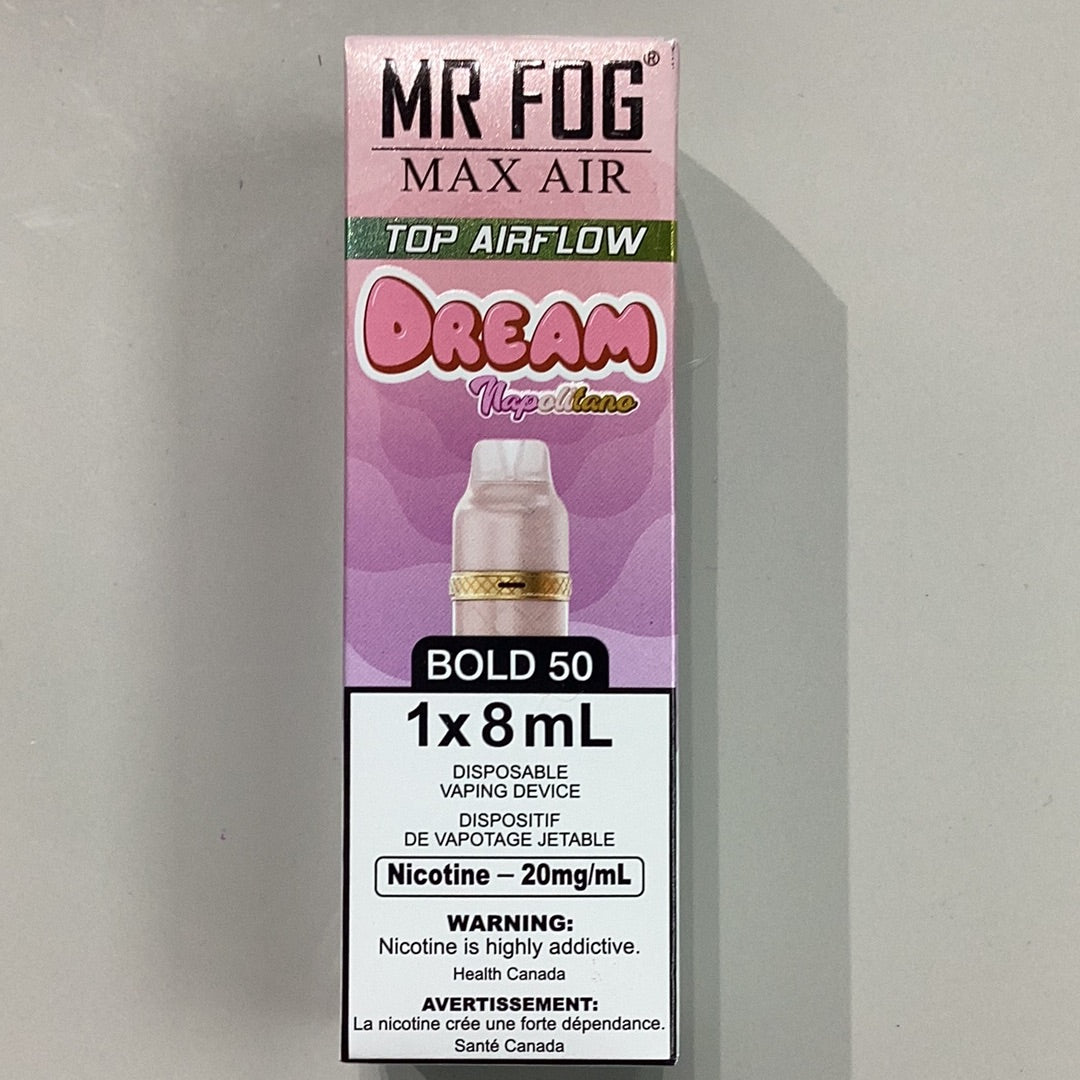 MR FOG®
MAX AIR
TOP AIRFLOW
DREAM
Napolitano
BOLD 50
1x8mL
DISPOSABLE
VAPING DEVICE
DISPOSITIF
DE VAPOTAGE JETABLE
Nicotine – 20mg/mL
WARNING:
Nicotine is highly addictive.
Health Canada
AVERTISSEMENT:
La nicotine crée une forte dépendance.
Santé Canada